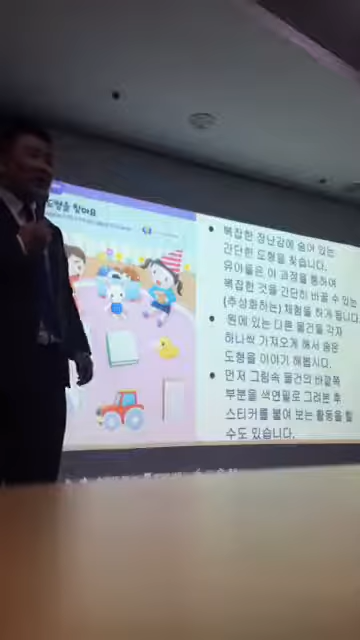 도형을 찾아요
• 복잡한 장난감에 숨어 있는
간단한 도형을 찾습니다.
유아들은 이 과정을 통하여
복잡한 것을 간단히 바꿀 수 있는
(추상화하는) 체험을 하게 됩니다.
• 원에 있는 다른 물건을 각자
하나씩 가져오게 해서 숨은
도형을 이야기 해봅시다.
• 먼저 그림속 물건의 바깥쪽
부분을 색연필로 그려본 후
스티커를 붙여 보는 활동을 할
수도 있습니다.